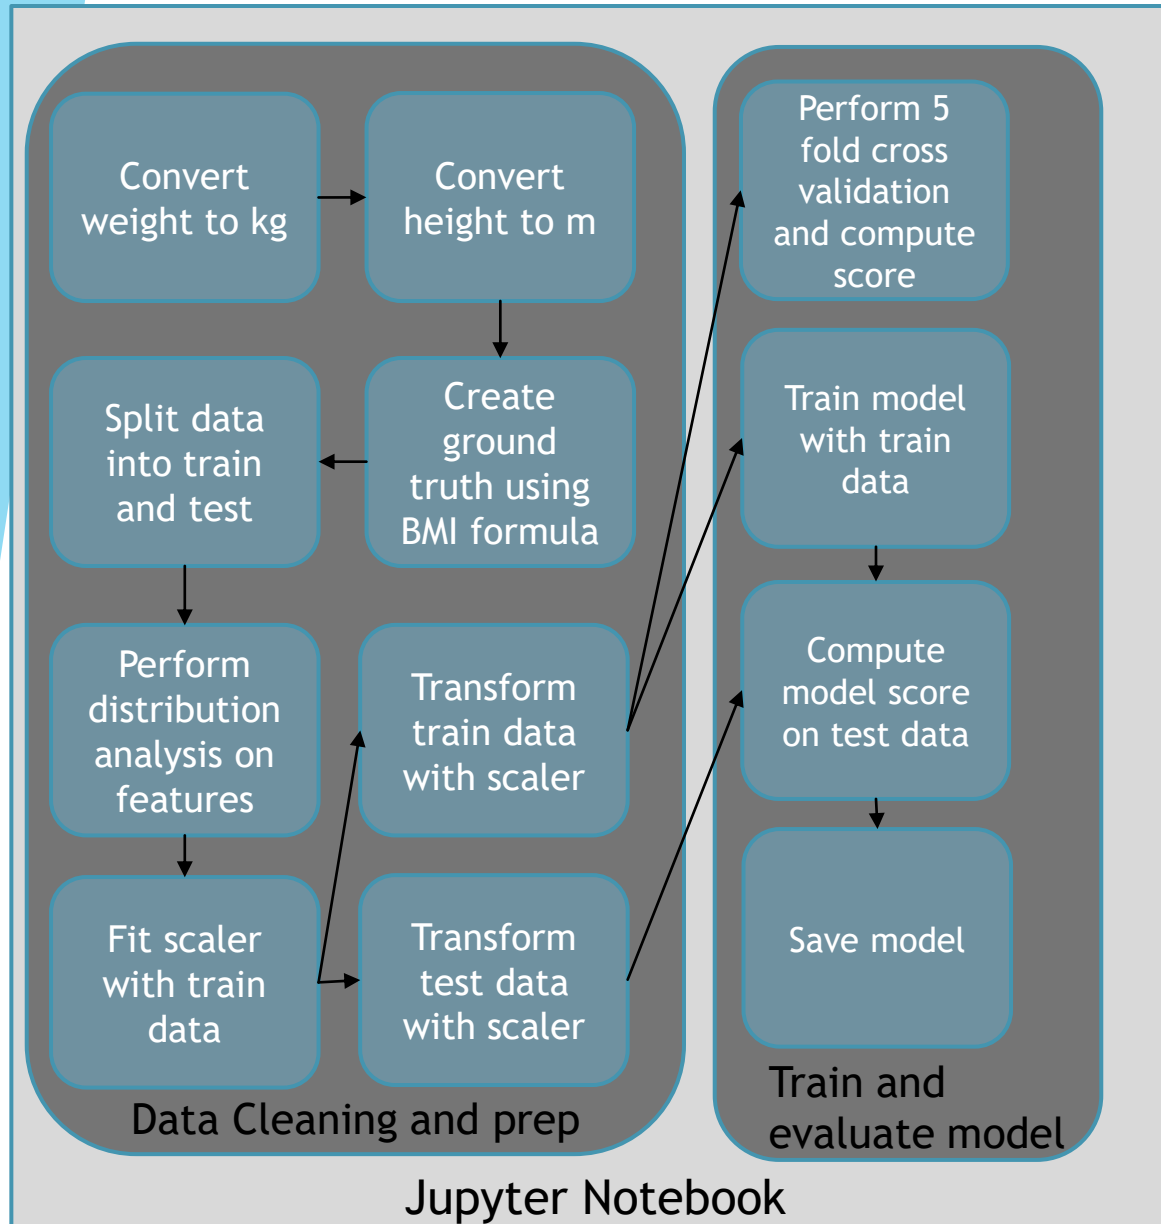 Convert
weight to kg
Convert
height to m
Split data
into train
and test
Create
ground
truth using
BMI formula
Perform
distribution
analysis on
features
Transform
train data
with scaler
Fit scaler
with train
data
Transform
test data
with scaler
Data Cleaning and prep
Perform 5
fold cross
validation
and compute
score
Train model
with train
data
Compute
model score
on test data
Save model
Train and
evaluate model
Jupyter Notebook